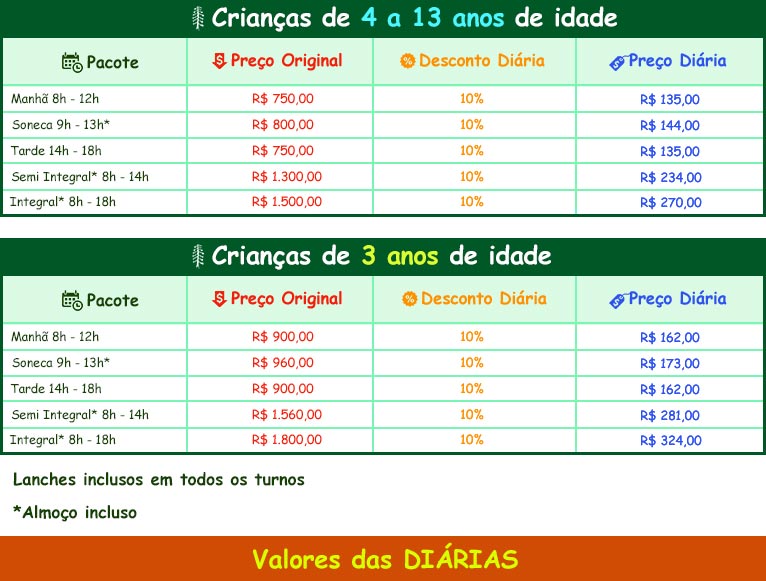 Crianças de 4 a 13 anos de idade
Pacote Preço Original Desconto Diária Preço Diária
Manhã 8h - 12h R$ 750,00 10% R$ 135,00
Soneca 9h - 13h* R$ 800,00 10% R$ 144,00
Tarde 14h - 18h R$ 750,00 10% R$ 135,00
Semi Integral* 8h - 14h R$ 1.300,00 10% R$ 234,00
Integral* 8h - 18h R$ 1.500,00 10% R$ 270,00
Crianças de 3 anos de idade
Pacote Preço Original Desconto Diária Preço Diária
Manhã 8h - 12h R$ 900,00 10% R$ 162,00
Soneca 9h - 13h* R$ 960,00 10% R$ 173,00
Tarde 14h - 18h R$ 900,00 10% R$ 162,00
Semi Integral* 8h - 14h R$ 1.560,00 10% R$ 281,00
Integral* 8h - 18h R$ 1.800,00 10% R$ 324,00
Lanches inclusos em todos os turnos
*Almoço incluso
Valores das DIÁRIAS